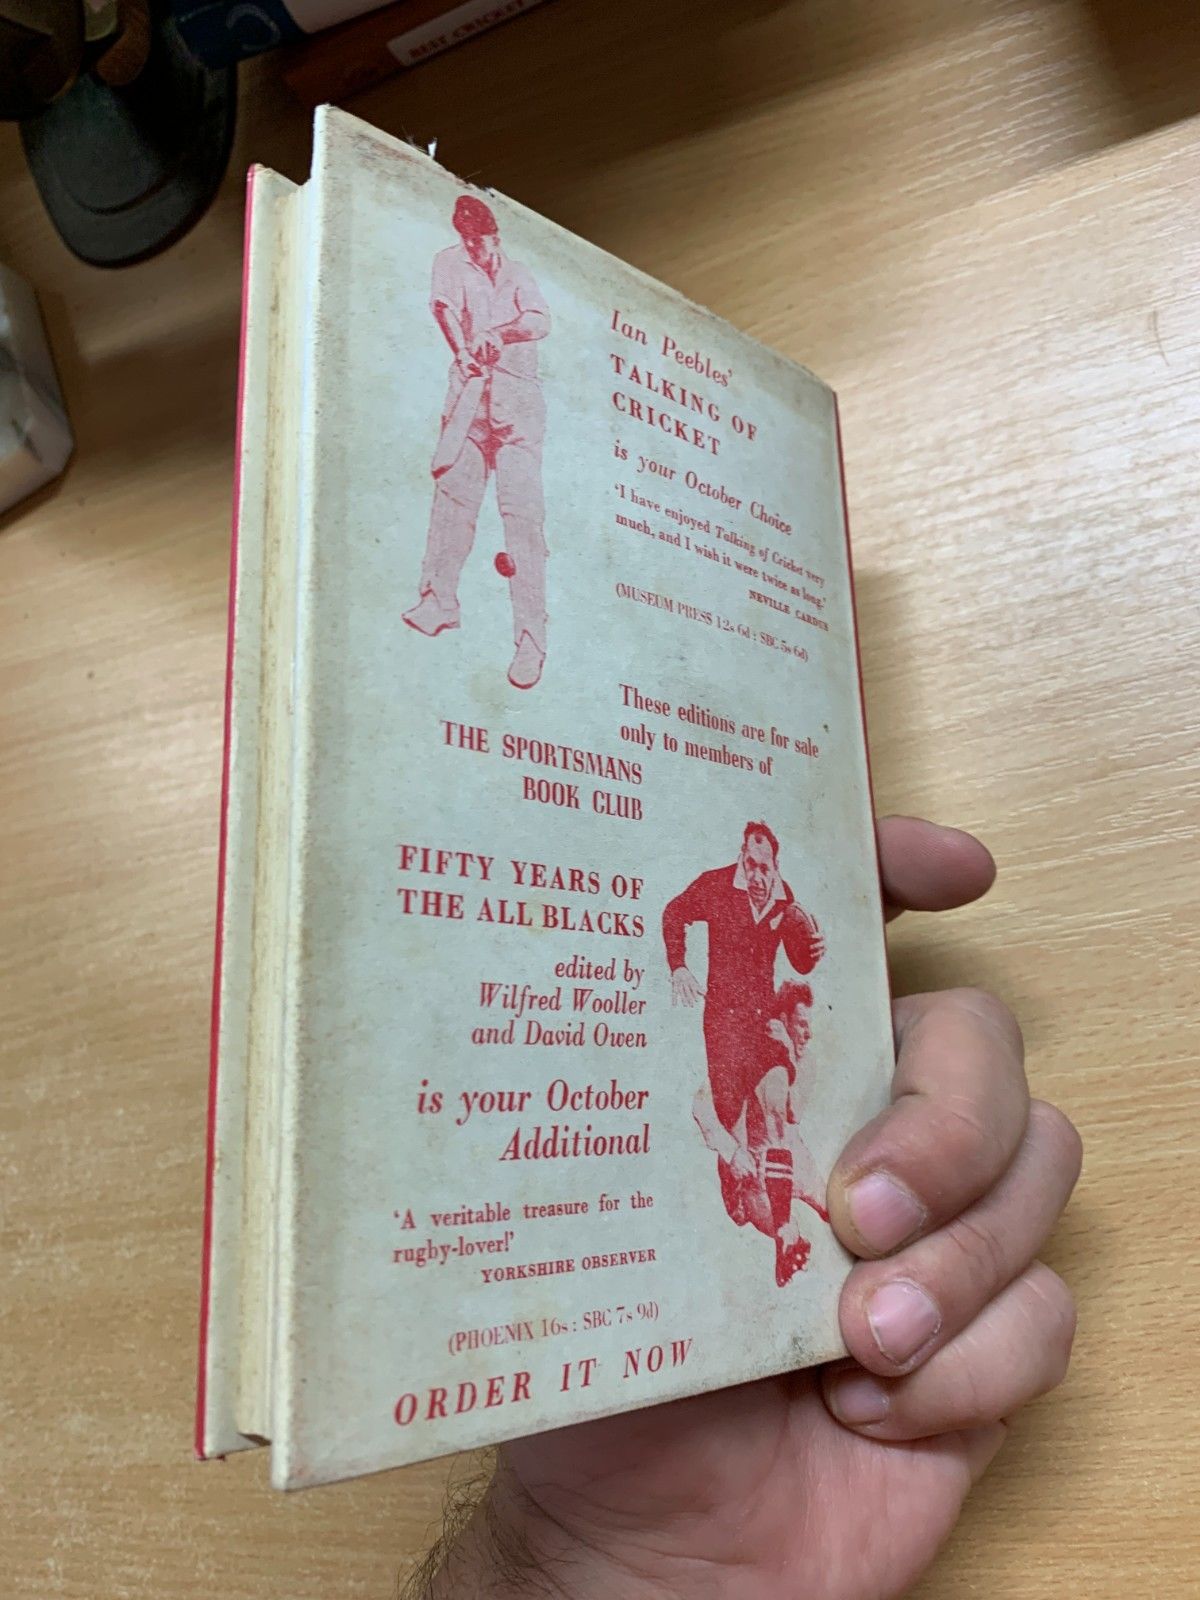 BEST CRICKET
Ian Peebles'
TALKING OF
CRICKET
is your October Choice
'I have enjoyed Talking of Cricket very
much, and I wish it were twice as long.'
NEVILLE CARDUS
(MUSEUM PRESS 12s 6d : SBC 5s 6d)
These editions are for sale
only to members of
THE SPORTSMANS
BOOK CLUB
FIFTY YEARS OF
THE ALL BLACKS
edited by
Wilfred Wooller
and David Owen
is your October
Additional
'A veritable treasure for the
rugby-lover!'
YORKSHIRE OBSERVER
(PHOENIX 16s : SBC 7s 9d)
ORDER IT NOW